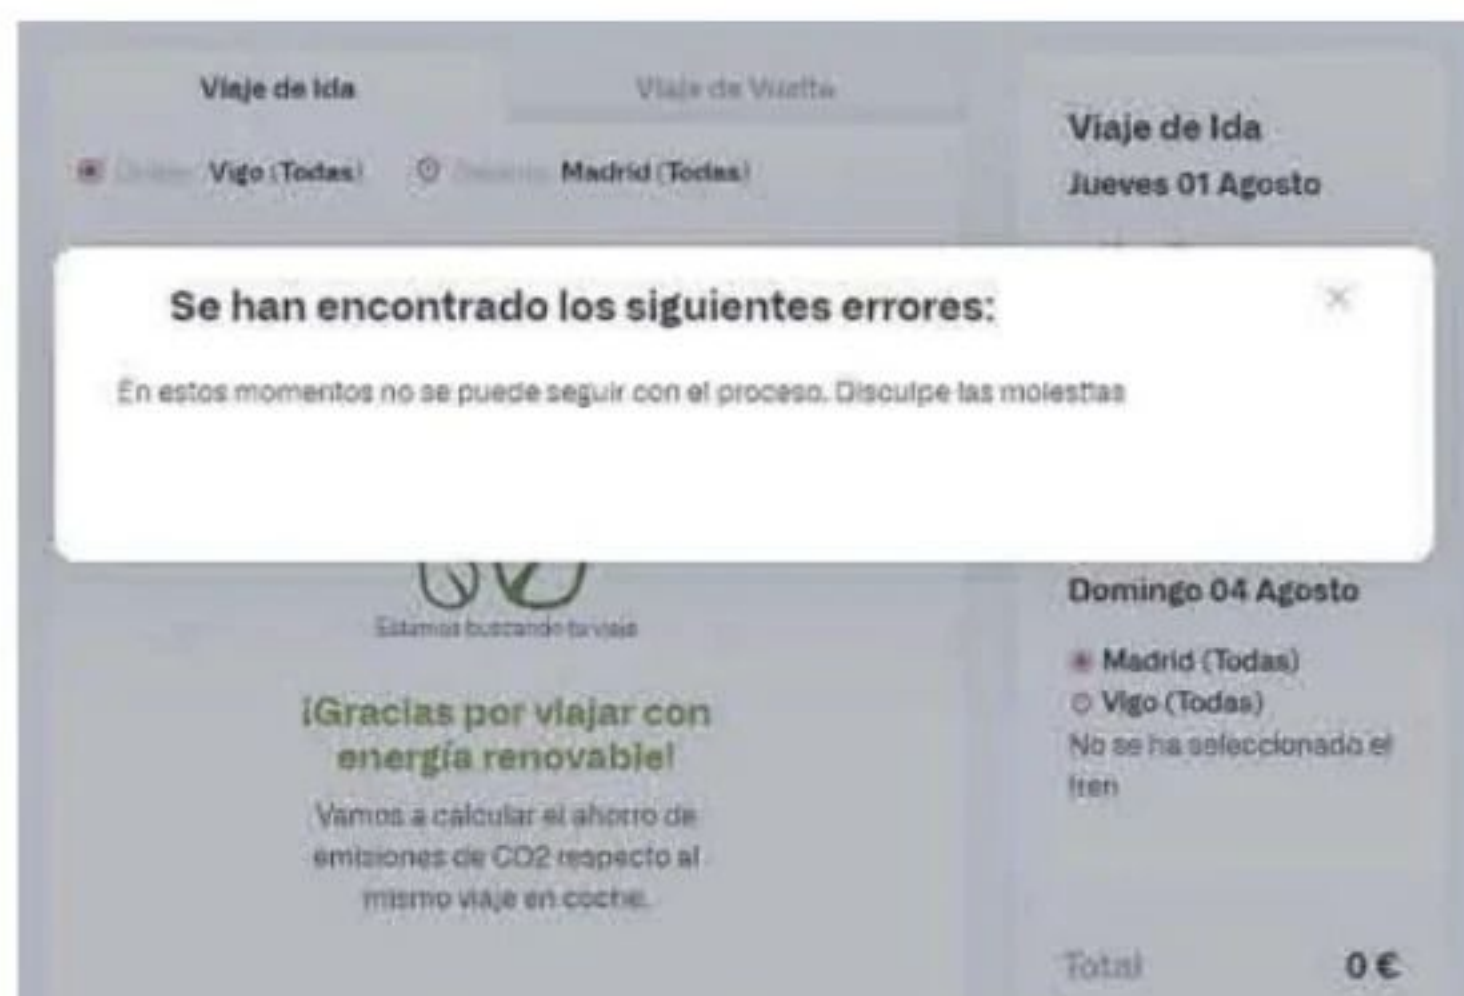 Viaje de Ida
Viaje de Vuelta
Vigo (Todas)
Madrid (Todas)
Viaje de Ida
Jueves 01 Agosto
Se han encontrado los siguientes errores:
En estos momentos no se puede seguir con el proceso. Disculpe las molestias
Estamos buscando tu viaje
¡Gracias por viajar con
energía renovable!
Vamos a calcular el ahorro de
emisiones de CO2 respecto al
mismo viaje en coche.
Domingo 04 Agosto
Madrid (Todas)
Vigo (Todas)
No se ha seleccionado el
tren
Total
0 €